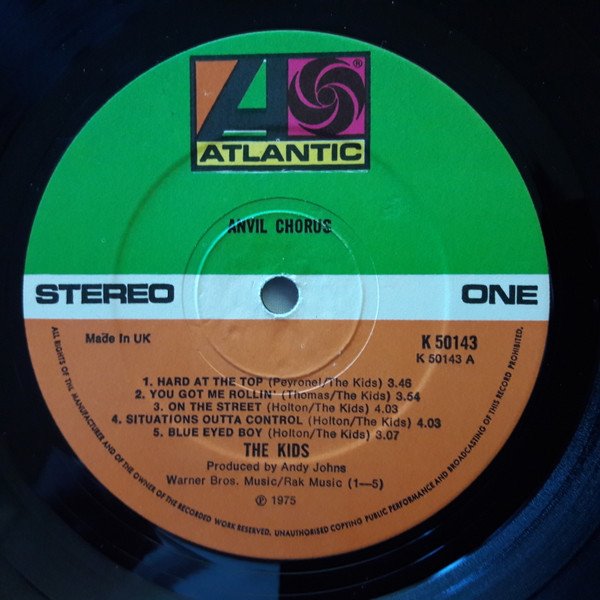 ®
ATLANTIC
ANVIL CHORUS
STEREO ONE
Made In UK
K 50143
K 50143 A
1. HARD AT THE TOP (Peyronel/The Kids) 3.46
2. YOU GOT ME ROLLIN' (Thomas/The Kids) 3.54
3. ON THE STREET (Holton/The Kids) 4.03
4. SITUATIONS OUTTA CONTROL (Holton/The Kids) 4.03
5. BLUE EYED BOY (Holton/The Kids) 3.07
THE KIDS
Produced by Andy Johns
Warner Bros. Music/Rak Music (1—5)
℗ 1975
ALL RIGHTS OF THE MANUFACTURER AND OF THE OWNER OF THE RECORDED WORK RESERVED. UNAUTHORISED COPYING PUBLIC PERFORMANCE AND BROADCASTING OF THIS RECORD PROHIBITED.